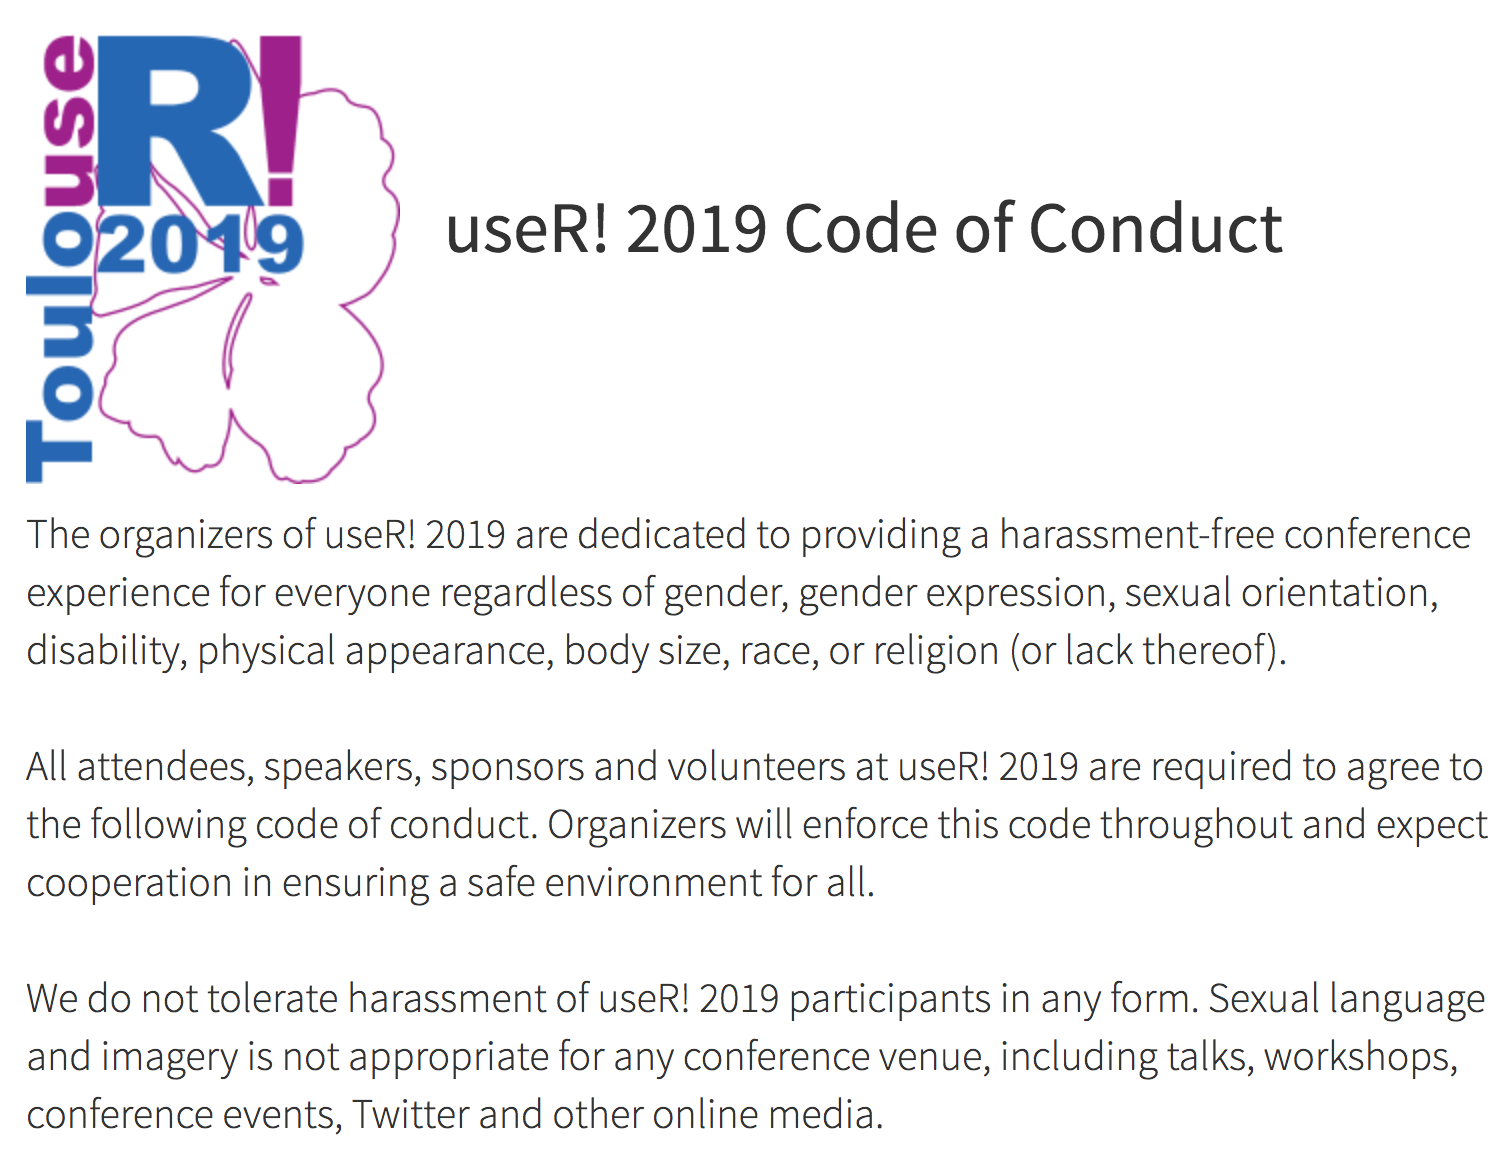 Toulouse
R!
2019
useR! 2019 Code of Conduct
The organizers of useR! 2019 are dedicated to providing a harassment-free conference
experience for everyone regardless of gender, gender expression, sexual orientation,
disability, physical appearance, body size, race, or religion (or lack thereof).
All attendees, speakers, sponsors and volunteers at useR! 2019 are required to agree to
the following code of conduct. Organizers will enforce this code throughout and expect
cooperation in ensuring a safe environment for all.
We do not tolerate harassment of useR! 2019 participants in any form. Sexual language
and imagery is not appropriate for any conference venue, including talks, workshops,
conference events, Twitter and other online media.